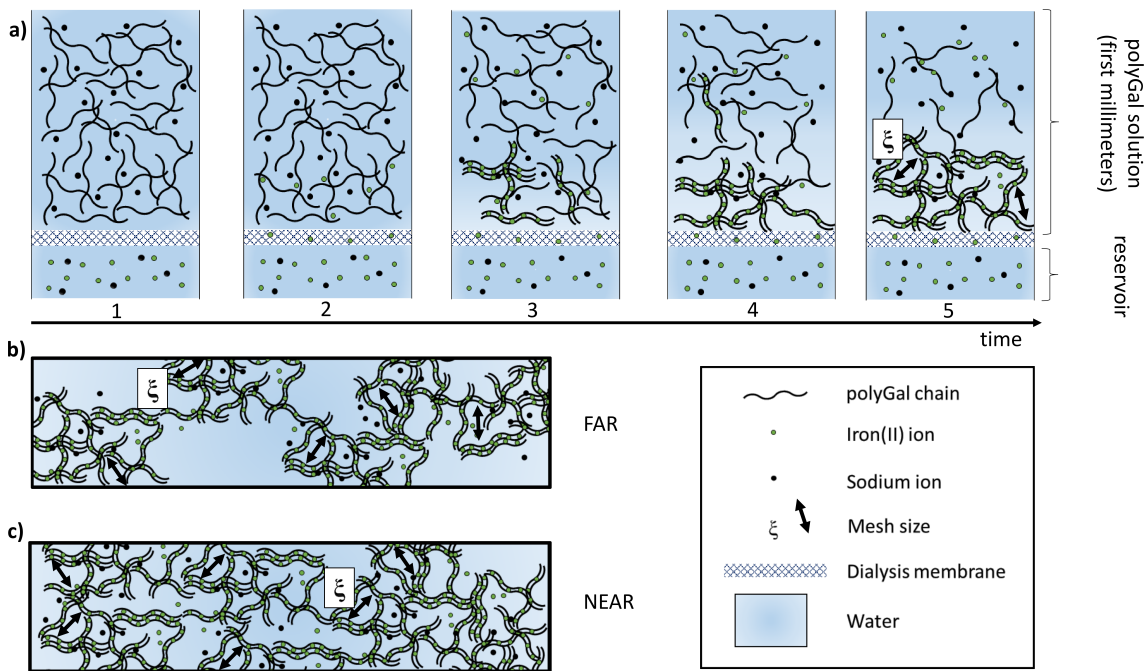 a)
ξ
polyGal solution
(first millimeters)
reservoir
1 2 3 4 5
time
b)
ξ
FAR
c)
ξ
NEAR
polyGal chain
Iron(II) ion
Sodium ion
ξ Mesh size
Dialysis membrane
Water